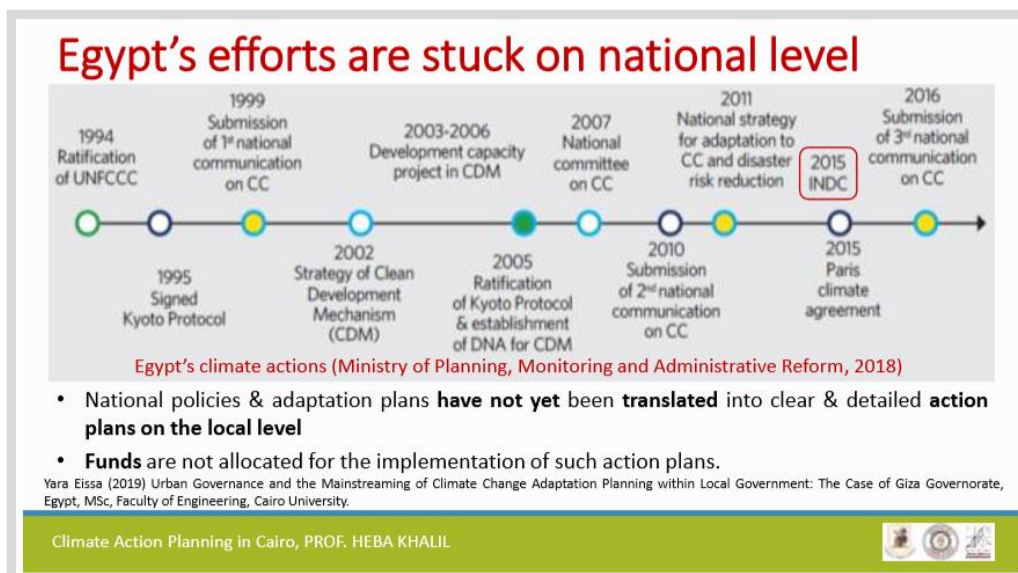 Egypt's efforts are stuck on national level
1994
Ratification
of UNFCCC
1999
Submission
of 1st national
communication
on CC
2003-2006
Development capacity
project in CDM
2007
National
committee
on CC
2011
National strategy
for adaptation to
CC and disaster
risk reduction
2015
INDC
2016
Submission
of 3rd national
communication
on CC
1995
Signed
Kyoto Protocol
2002
Strategy of Clean
Development
Mechanism
(CDM)
2005
Ratification
of Kyoto Protocol
& establishment
of DNA for CDM
2010
Submission
of 2nd national
communication
on CC
2015
Paris
climate
agreement
Egypt's climate actions (Ministry of Planning, Monitoring and Administrative Reform, 2018)
• National policies & adaptation plans have not yet been translated into clear & detailed action
plans on the local level
• Funds are not allocated for the implementation of such action plans.
Yara Eissa (2019) Urban Governance and the Mainstreaming of Climate Change Adaptation Planning within Local Government: The Case of Giza Governorate,
Egypt, MSc, Faculty of Engineering, Cairo University.
Climate Action Planning in Cairo, PROF. HEBA KHALIL